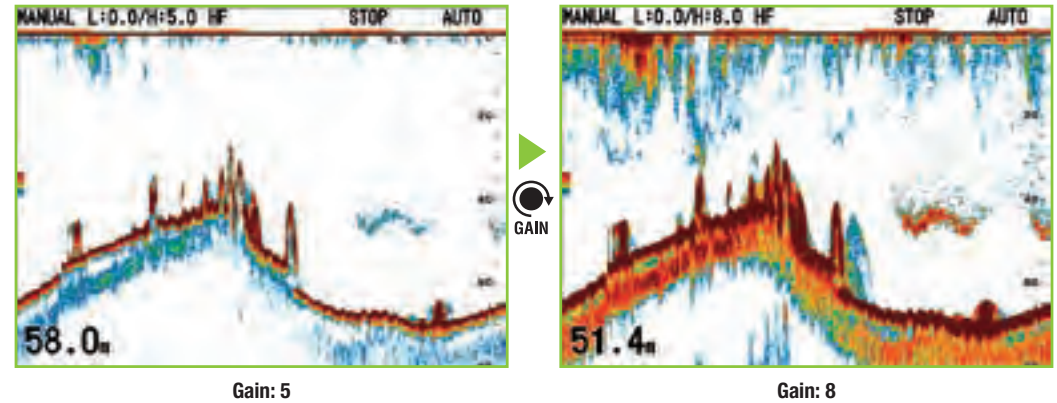 MANUAL L:0.0/H:5.0 HF STOP AUTO
58.0m
Gain: 5
GAIN
MANUAL L:0.0/H:8.0 HF STOP AUTO
51.4m
Gain: 8